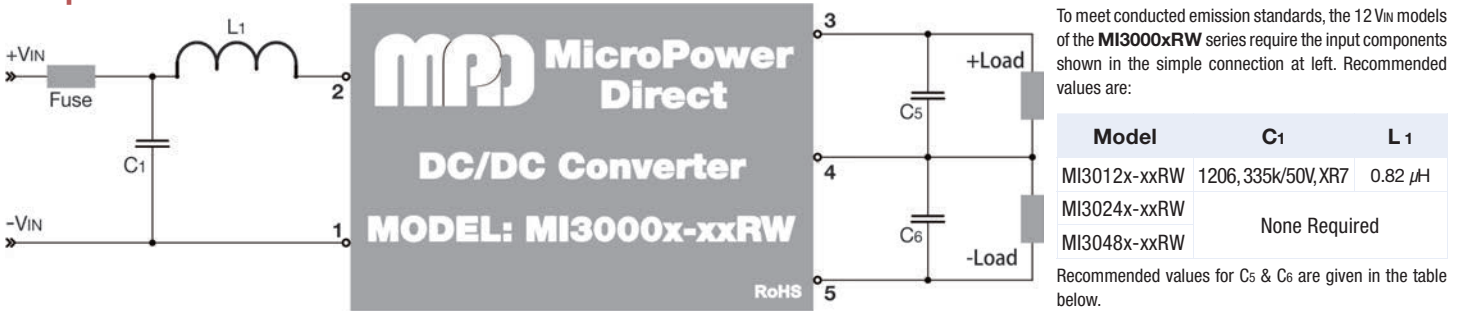 +VIN
Fuse
L1
C1
-VIN
2
1
MPD MicroPower
Direct
DC/DC Converter
MODEL: MI3000x-xxRW
RoHS
3
4
5
C5
C6
+Load
-Load
To meet conducted emission standards, the 12 VIN models
of the MI3000xRW series require the input components
shown in the simple connection at left. Recommended
values are:
Model C1 L 1
MI3012x-xxRW 1206, 335k/50V, XR7 0.82 μH
MI3024x-xxRW
None Required
MI3048x-xxRW
Recommended values for C5 & C6 are given in the table
below.